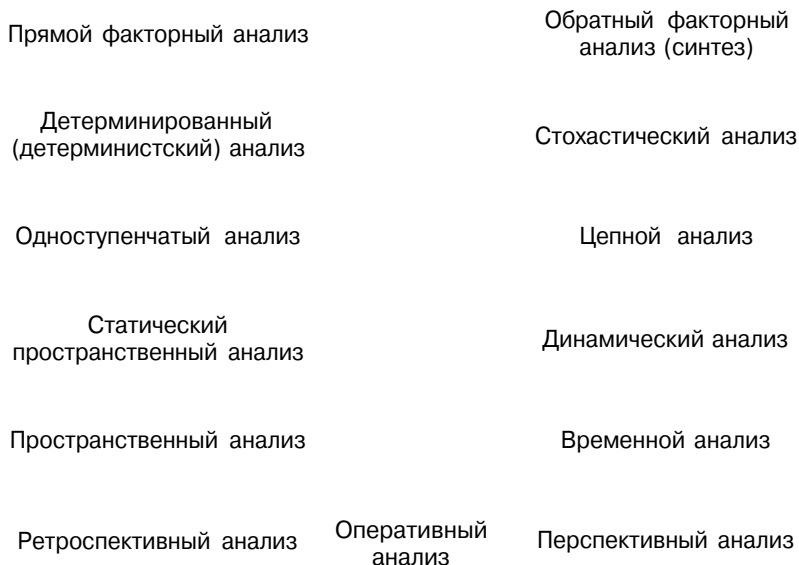 Прямой факторный анализ
Обратный факторный
анализ (синтез)
Детерминированный
(детерминистский) анализ
Стохастический анализ
Одноступенчатый анализ
Цепной анализ
Статический
пространственный анализ
Динамический анализ
Пространственный анализ
Временной анализ
Ретроспективный анализ
Оперативный
анализ
Перспективный анализ